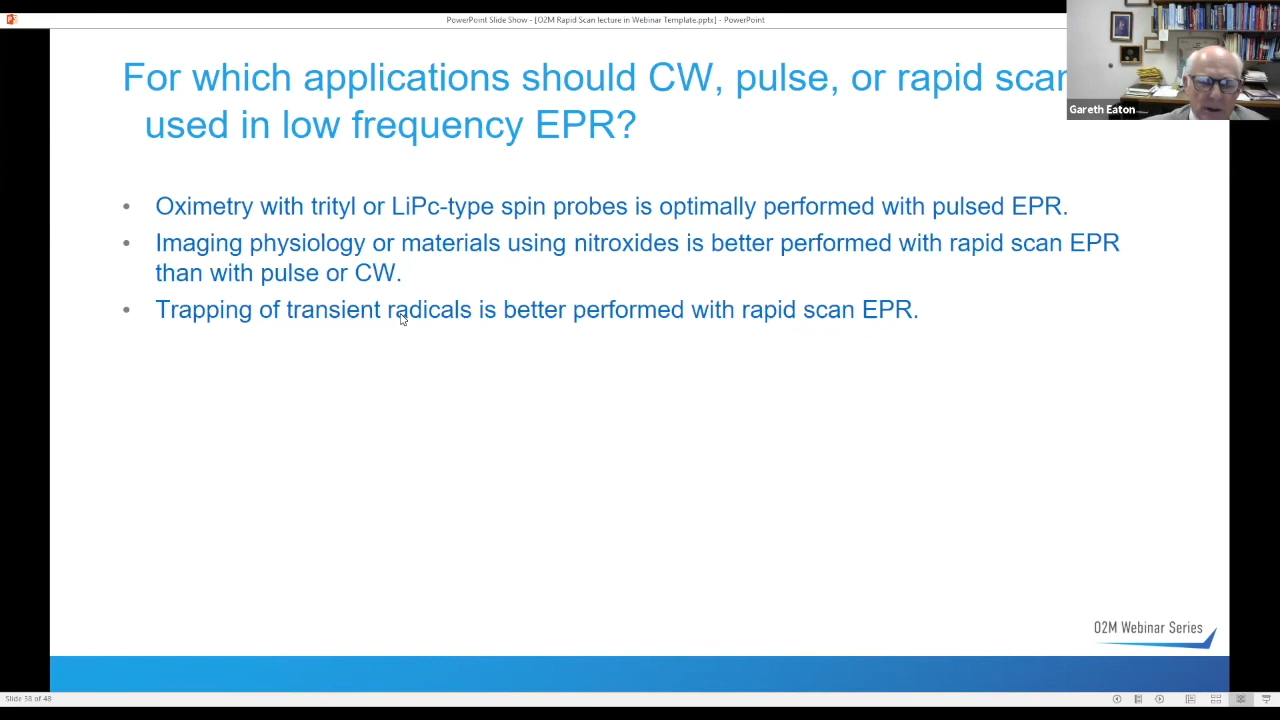 PowerPoint Slide Show - [O2M Rapid Scan lecture in Webinar Template.pptx] - PowerPoint
For which applications should CW, pulse, or rapid scan
used in low frequency EPR?
Gareth Eaton
• Oximetry with trityl or LiPc-type spin probes is optimally performed with pulsed EPR.
• Imaging physiology or materials using nitroxides is better performed with rapid scan EPR
than with pulse or CW.
• Trapping of transient radicals is better performed with rapid scan EPR.
O2M Webinar Series
Slide 38 of 48